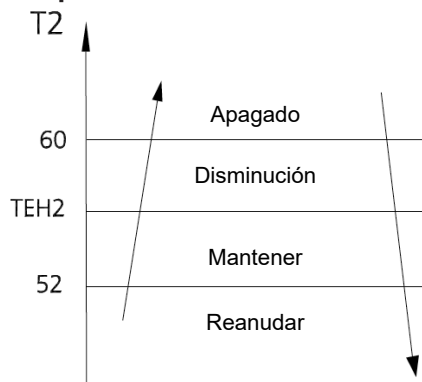 T2
Apagado
60
Disminución
TEH2
Mantener
52
Reanudar